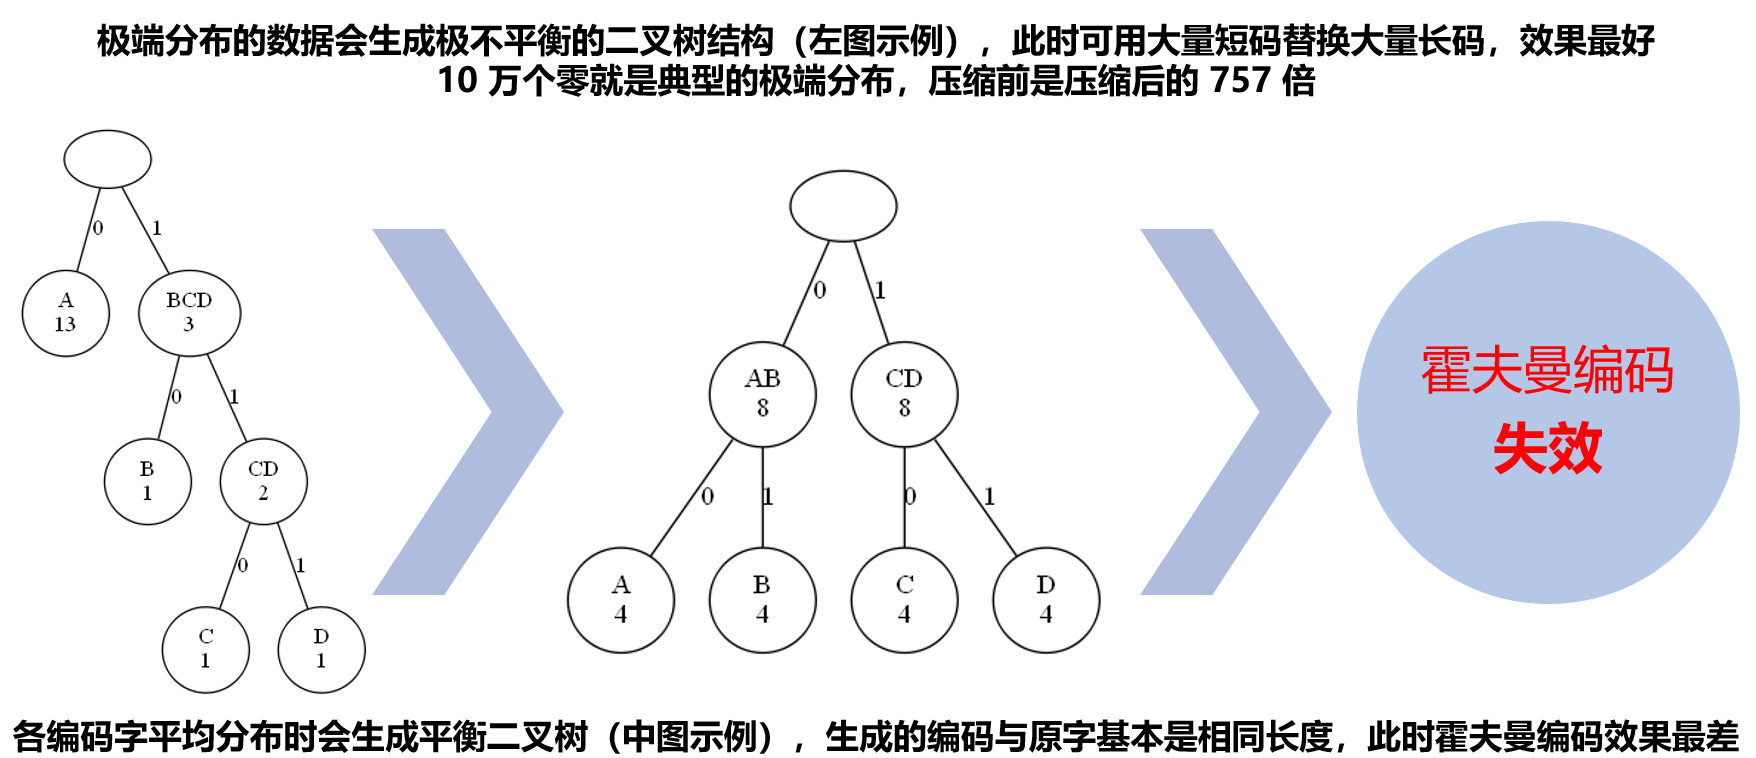 极端分布的数据会生成极不平衡的二叉树结构（左图示例），此时可用大量短码替换大量长码，效果最好
10 万个零就是典型的极端分布，压缩前是压缩后的 757 倍
0
1
A
13
BCD
3
0
1
B
1
CD
2
0
1
C
1
D
1
0
1
AB
8
CD
8
0
1
0
1
A
4
B
4
C
4
D
4
霍夫曼编码
失效
各编码字平均分布时会生成平衡二叉树（中图示例），生成的编码与原字基本是相同长度，此时霍夫曼编码效果最差